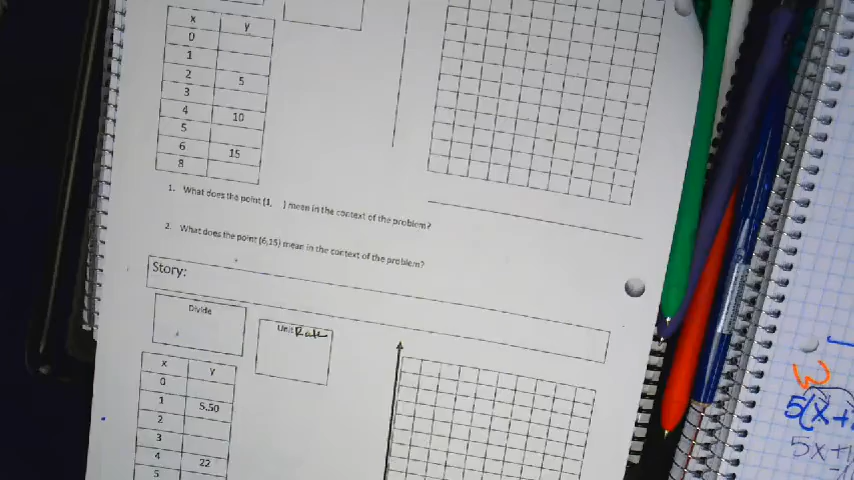 x y
0
1
2 5
3
4 10
5
6 15
8
1. What does the point (1, ) mean in the context of the problem?
2. What does the point (6,15) mean in the context of the problem?
Story:
Divide
Unit Rate
x y
0
1 5.50
2
3
4 22
5
5(x+
5x+